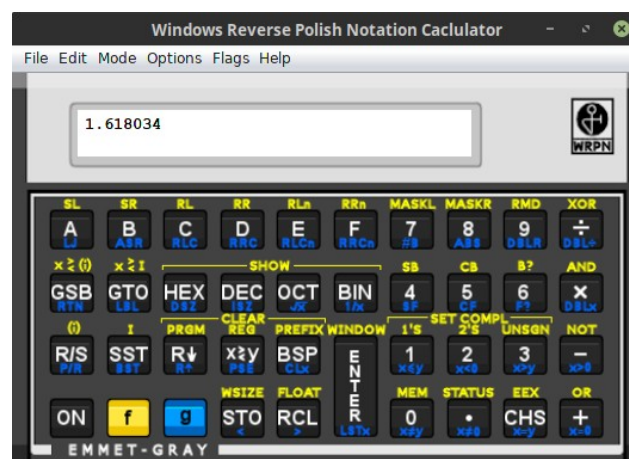 Windows Reverse Polish Notation Caclulator
File Edit Mode Options Flags Help
1.618034
WRPN
SL SR RL RR RLn RRn MASKL MASKR RMD XOR
A B C D E F 7 8 9 ÷
LJ ASR RLC RRC RLCn RRCn #B ABS DBLR DBL÷
x≷(i) x≷I SHOW SB CB B? AND
GSB GTO HEX DEC OCT BIN 4 5 6 ×
RTN LBL DSZ ISZ √x 1/x SF CF F? DBLx
CLEAR SET COMPL
(i) I PRGM REG PREFIX WINDOW 1'S 2'S UNSGN NOT
R/S SST R↓ x≷y BSP ENTER 1 2 3 −
P/R BST R↑ PSE CLx x≤y x<0 x>y x>0
WSIZE FLOAT MEM STATUS EEX OR
ON f g STO RCL 0 • CHS +
< > LSTx x≠y x≠0 x=y x=0
EMMET-GRAY